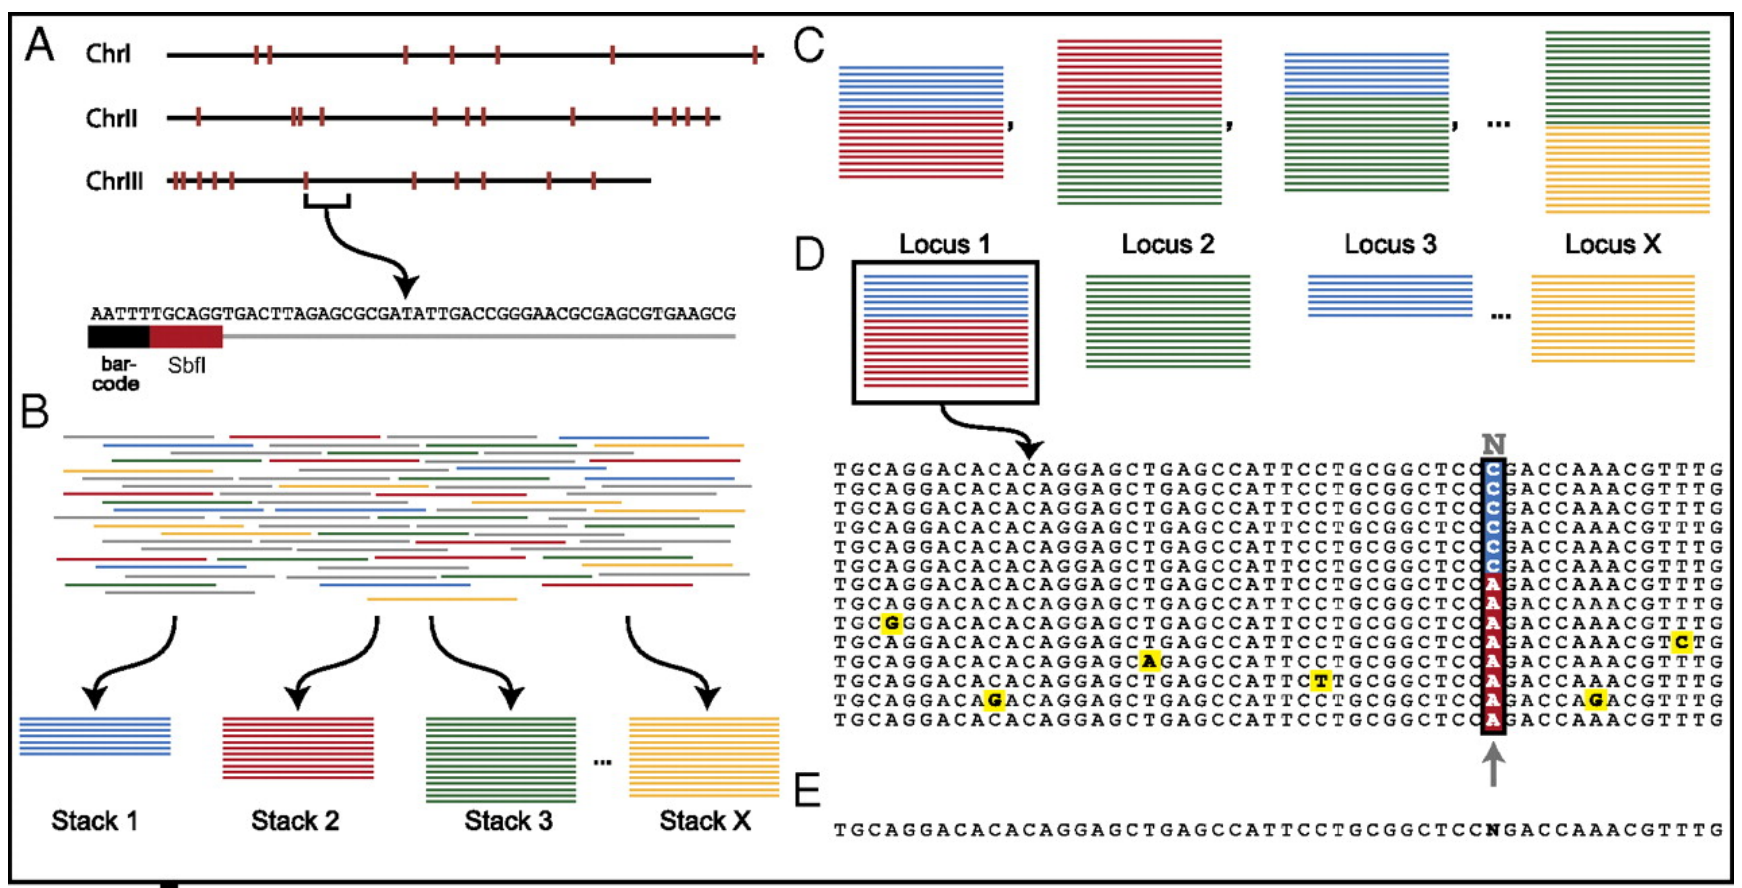 A
ChrI
ChrII
ChrIII
AATTTTGCAGGTGACTTAGAGCGCGATATTGACCGGGAACGCGAGCGTGAAGCG
bar-
code
SbfI
B
Stack 1
Stack 2
Stack 3
...
Stack X
C
, , , ...
D
Locus 1
Locus 2
Locus 3
Locus X
...
N
TGCAGGACACACAGGAGCTGAGCCATTCCTGCGGCTCCCGACCAAACGTTTG
TGCAGGACACACAGGAGCTGAGCCATTCCTGCGGCTCCCGACCAAACGTTTG
TGCAGGACACACAGGAGCTGAGCCATTCCTGCGGCTCCCGACCAAACGTTTG
TGCAGGACACACAGGAGCTGAGCCATTCCTGCGGCTCCCGACCAAACGTTTG
TGCAGGACACACAGGAGCTGAGCCATTCCTGCGGCTCCCGACCAAACGTTTG
TGCAGGACACACAGGAGCTGAGCCATTCCTGCGGCTCCCGACCAAACGTTTG
TGCAGGACACACAGGAGCTGAGCCATTCCTGCGGCTCCAGACCAAACGTTTG
TGCAGGACACACAGGAGCTGAGCCATTCCTGCGGCTCCAGACCAAACGTTTG
TGCGGGACACACAGGAGCTGAGCCATTCCTGCGGCTCCAGACCAAACGTTTG
TGCAGGACACACAGGAGCTGAGCCATTCCTGCGGCTCCAGACCAAACGTCTG
TGCAGGACACACAGGAGCAGAGCCATTCCTGCGGCTCCAGACCAAACGTTTG
TGCAGGACACACAGGAGCTGAGCCATTCTTGCGGCTCCAGACCAAACGTTTG
TGCAGGACAGACAGGAGCTGAGCCATTCCTGCGGCTCCAGACCAGACGTTTG
TGCAGGACACACAGGAGCTGAGCCATTCCTGCGGCTCCAGACCAAACGTTTG
E
TGCAGGACACACAGGAGCTGAGCCATTCCTGCGGCTCCNGACCAAACGTTTG